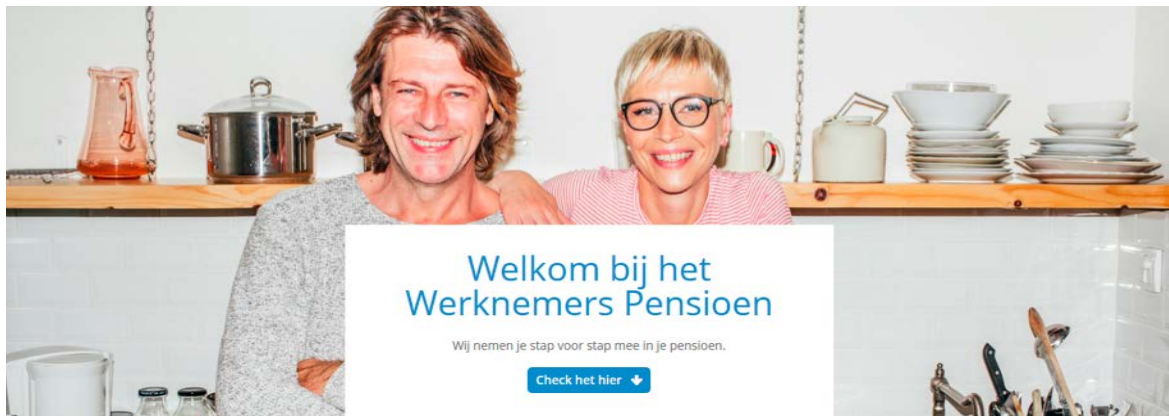 Welkom bij het
Werknemers Pensioen
Wij nemen je stap voor stap mee in je pensioen.
Check het hier